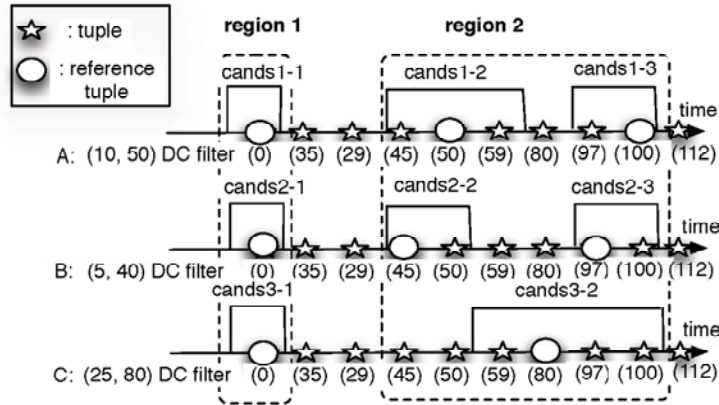 : tuple
: reference
tuple
region 1
region 2
cands1-1
cands1-2
cands1-3
time
A: (10, 50) DC filter (0) (35) (29) (45) (50) (59) (80) (97) (100) (112)
cands2-1
cands2-2
cands2-3
time
B: (5, 40) DC filter (0) (35) (29) (45) (50) (59) (80) (97) (100) (112)
cands3-1
cands3-2
time
C: (25, 80) DC filter (0) (35) (29) (45) (50) (59) (80) (97) (100) (112)